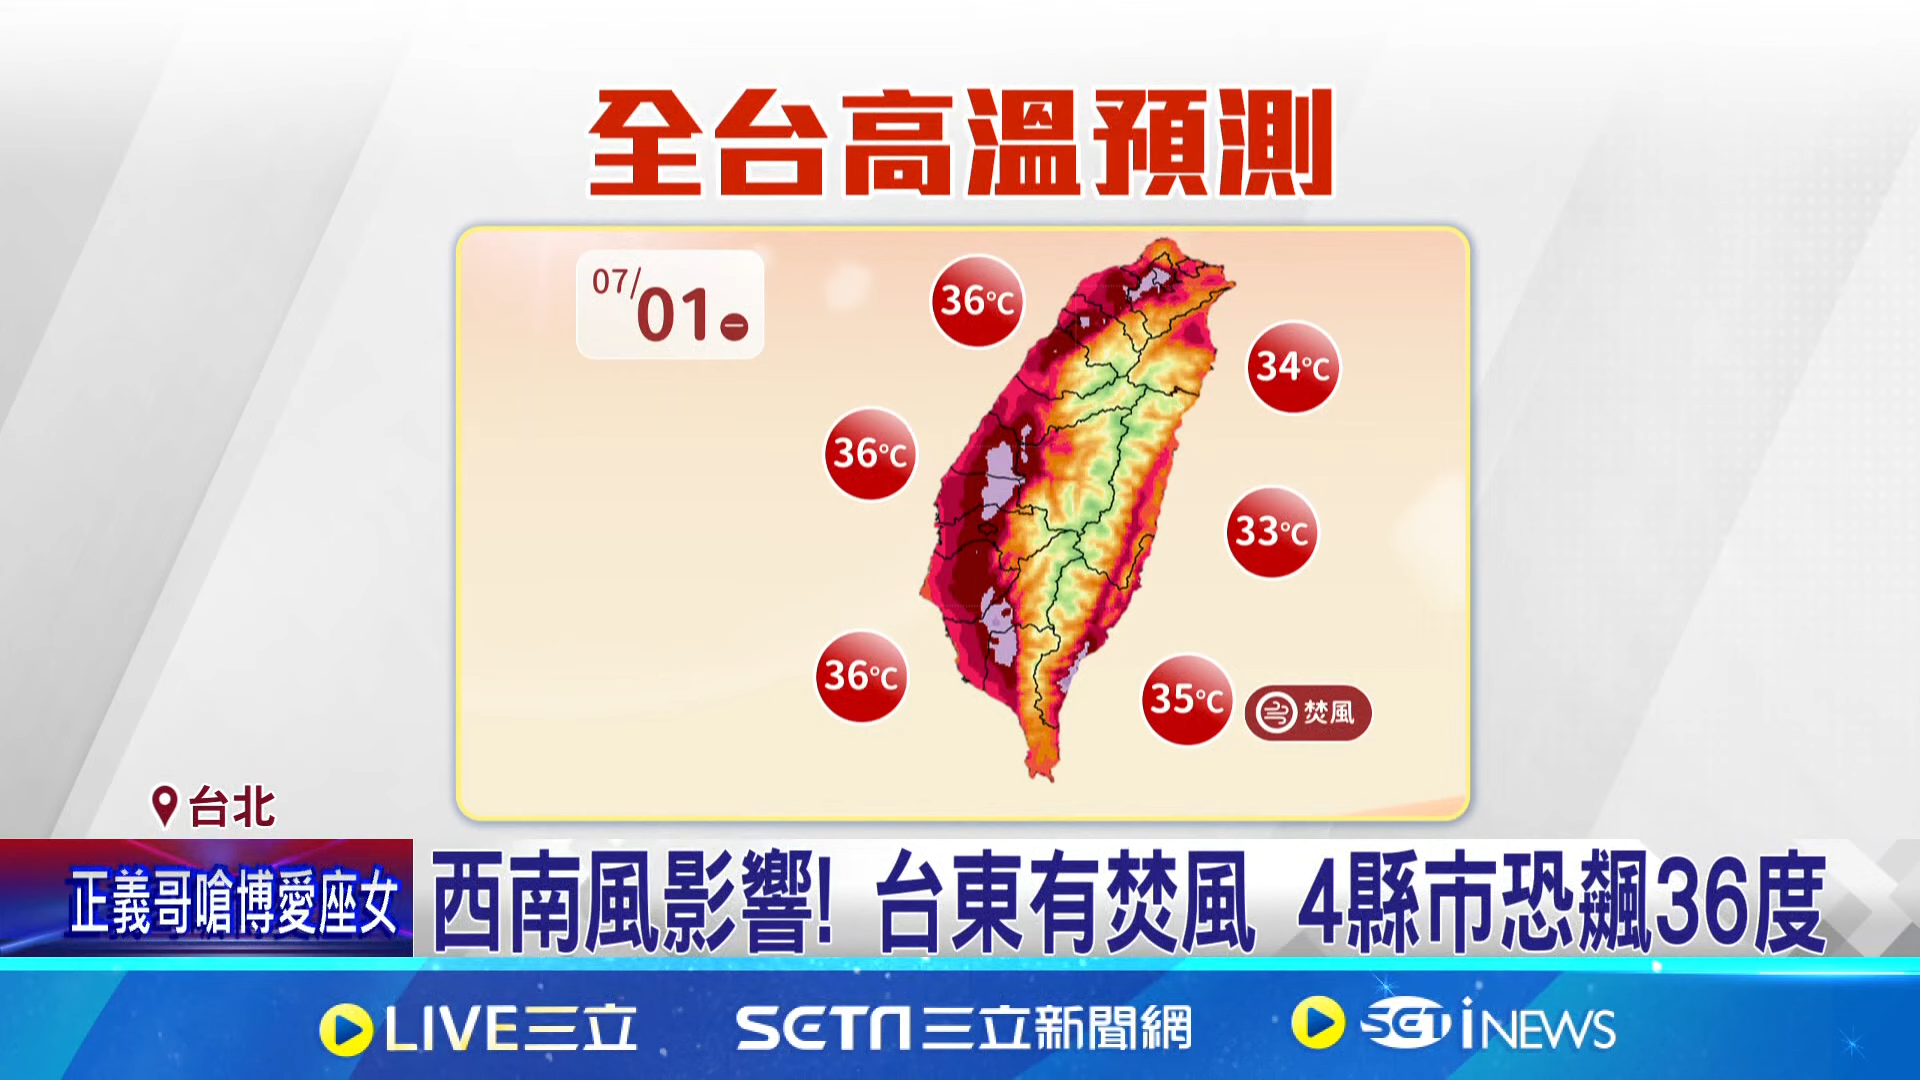 全台高溫預測
07/01 一
36°C
34°C
36°C
33°C
36°C
35°C
焚風
台北
正義哥嗆博愛座女
西南風影響! 台東有焚風 4縣市恐飆36度
LIVE三立
SETN三立新聞網
SET iNEWS